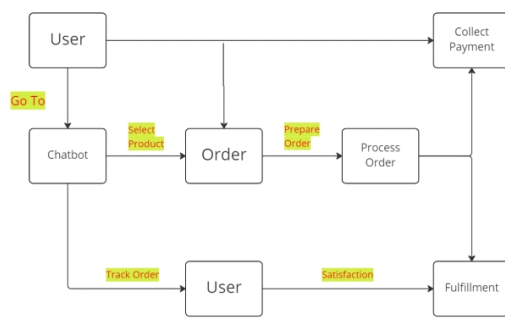 User
Collect
Payment
Go To
Select
Product
Prepare
Order
Chatbot
Order
Process
Order
Track Order
Satisfaction
User
Fulfillment